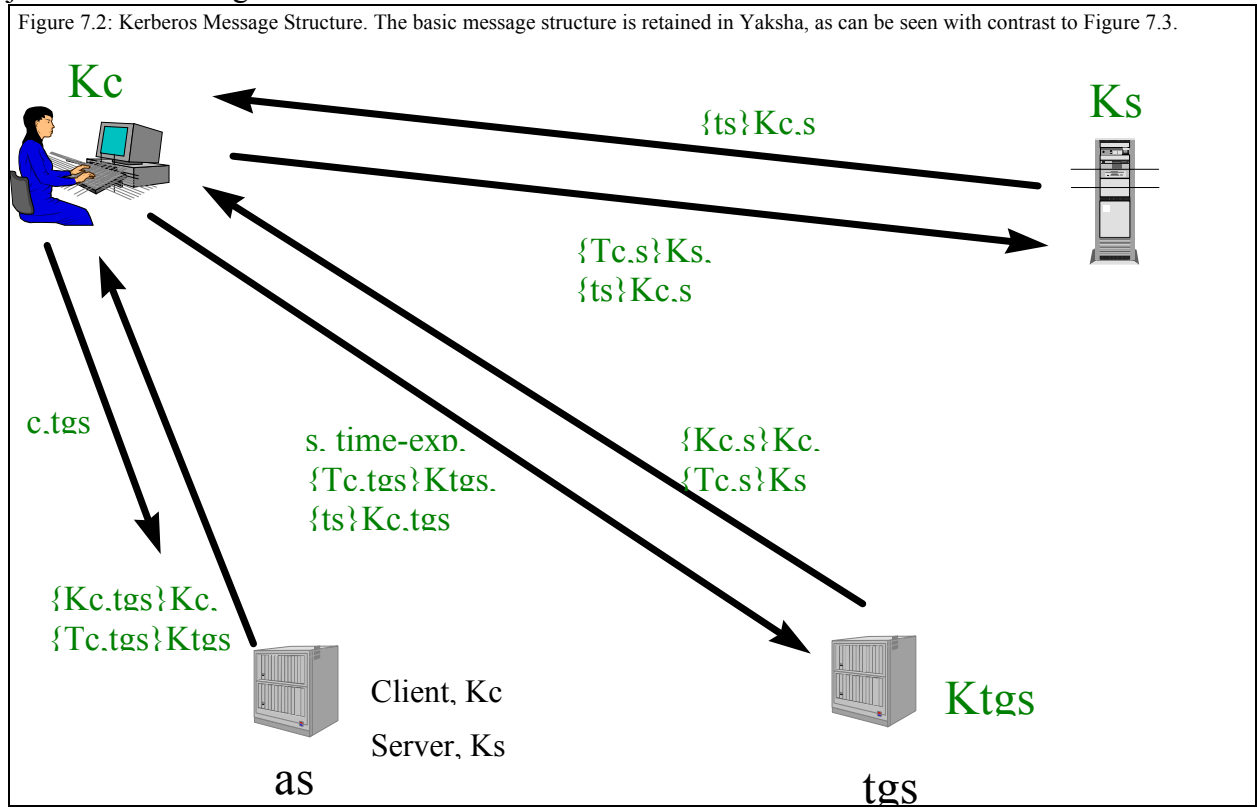 Figure 7.2: Kerberos Message Structure. The basic message structure is retained in Yaksha, as can be seen with contrast to Figure 7.3.
Kc
Ks
{ts}Kc,s
{Tc,s}Ks,
{ts}Kc,s
c,tgs
s, time-exp,
{Tc,tgs}Ktgs,
{ts}Kc,tgs
{Kc,s}Kc,
{Tc,s}Ks
{Kc,tgs}Kc,
{Tc,tgs}Ktgs
Client, Kc
Server, Ks
Ktgs
as
tgs